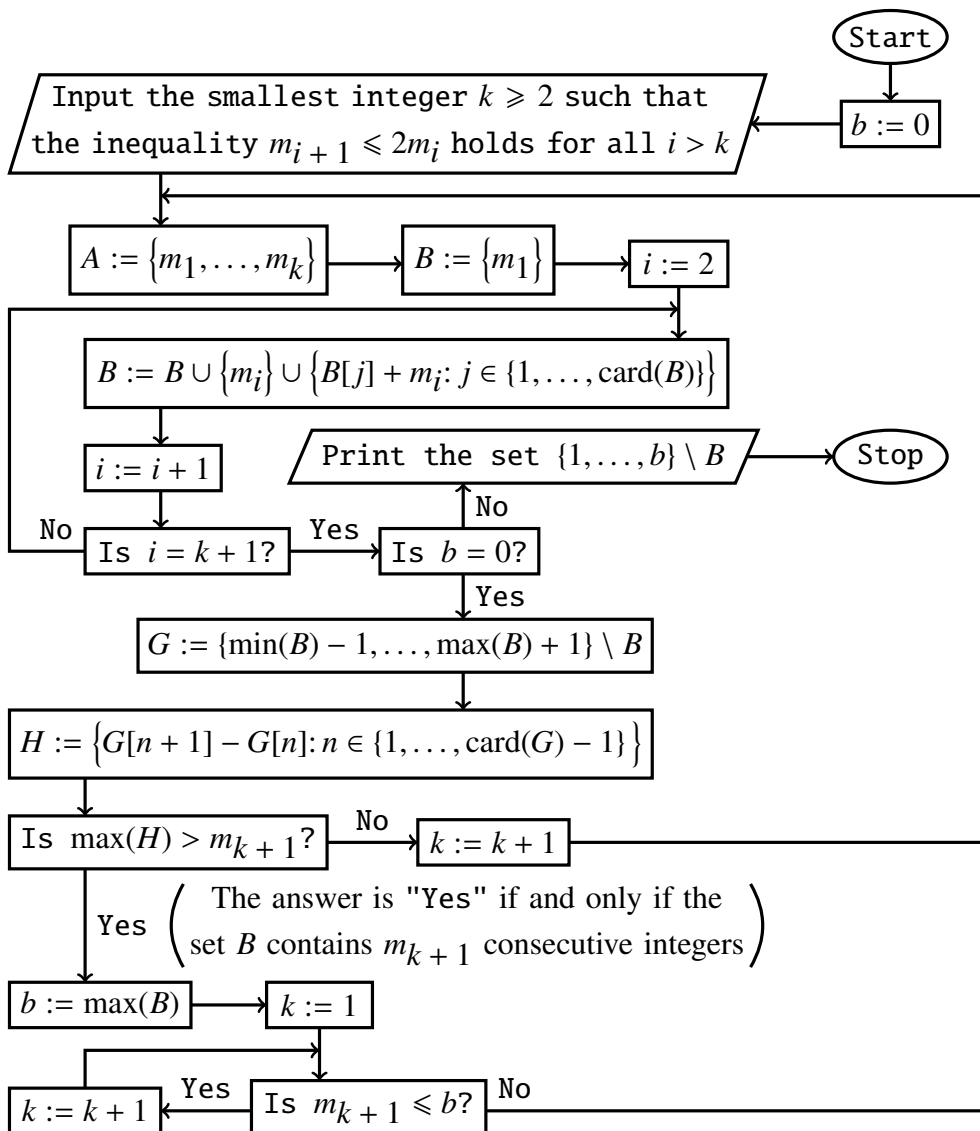 Start
Input the smallest integer k ⩾ 2 such that
the inequality m_{i+1} ⩽ 2m_i holds for all i > k
b := 0
A := {m_1,...,m_k}
B := {m_1}
i := 2
B := B ∪ {m_i} ∪ {B[j] + m_i: j ∈ {1,...,card(B)}}
i := i + 1
Print the set {1,...,b} \ B
Stop
No
Is i = k + 1?
Yes
Is b = 0?
No
Yes
G := {min(B) − 1,...,max(B) + 1} \ B
H := {G[n + 1] − G[n]: n ∈ {1,...,card(G) − 1}}
Is max(H) > m_{k+1}?
No
k := k + 1
Yes
(The answer is "Yes" if and only if the
set B contains m_{k+1} consecutive integers)
b := max(B)
k := 1
k := k + 1
Yes
Is m_{k+1} ⩽ b?
No